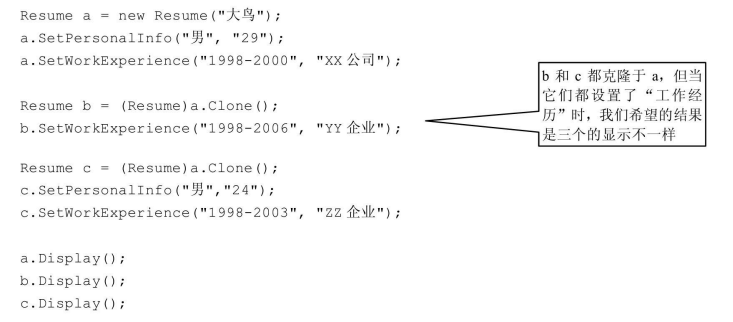 Resume a = new Resume("大鸟");
a.SetPersonalInfo("男", "29");
a.SetWorkExperience("1998-2000", "XX 公司");
Resume b = (Resume)a.Clone();
b.SetWorkExperience("1998-2006", "YY 企业");
b 和 c 都克隆于 a，但当
它们都设置了“工作经
历”时，我们希望的结果
是三个的显示不一样
Resume c = (Resume)a.Clone();
c.SetPersonalInfo("男","24");
c.SetWorkExperience("1998-2003", "ZZ 企业");
a.Display();
b.Display();
c.Display();